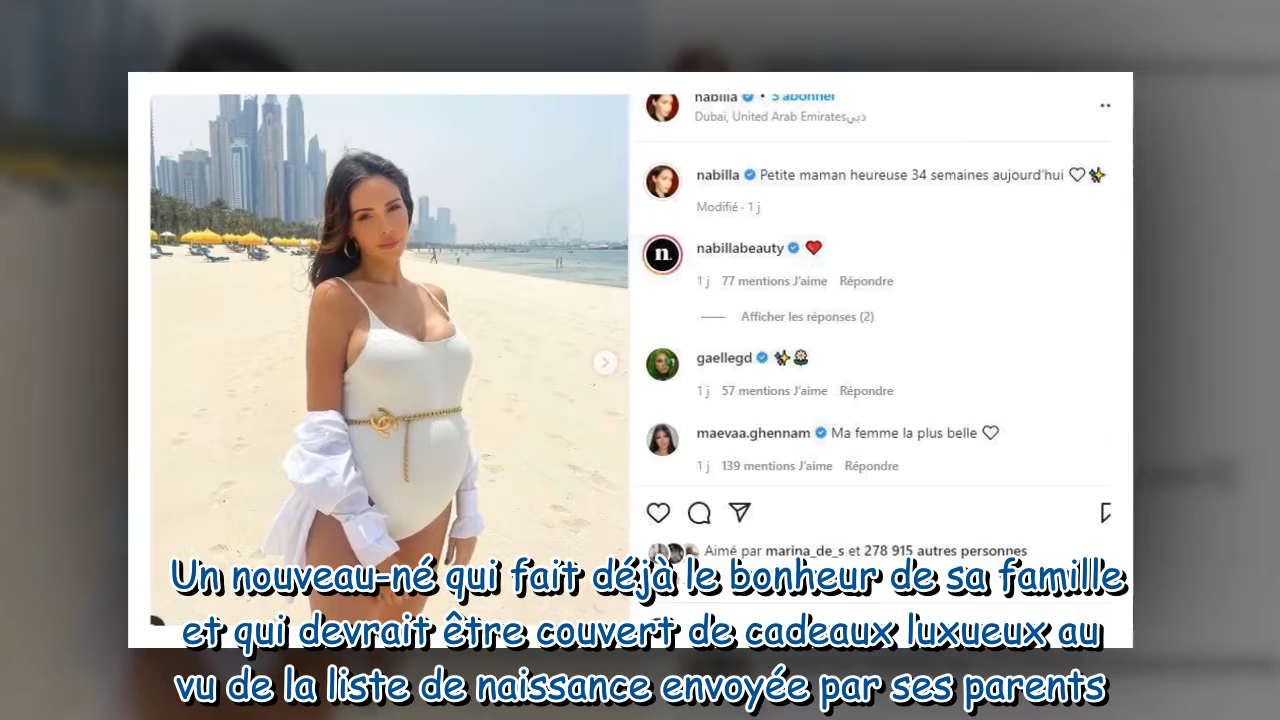 nabilla • S'abonner
Dubai, United Arab Emiratesدبي
nabilla Petite maman heureuse 34 semaines aujourd'hui
Modifié · 1 j
nabillabeauty
1 j 77 mentions J'aime Répondre
Afficher les réponses (2)
gaellegd
1 j 57 mentions J'aime Répondre
maevaa.ghennam Ma femme la plus belle
1 j 139 mentions J'aime Répondre
Aimé par marina_de_s et 278 915 autres personnes
Un nouveau-né qui fait déjà le bonheur de sa famille
et qui devrait être couvert de cadeaux luxueux au
vu de la liste de naissance envoyée par ses parents
n.